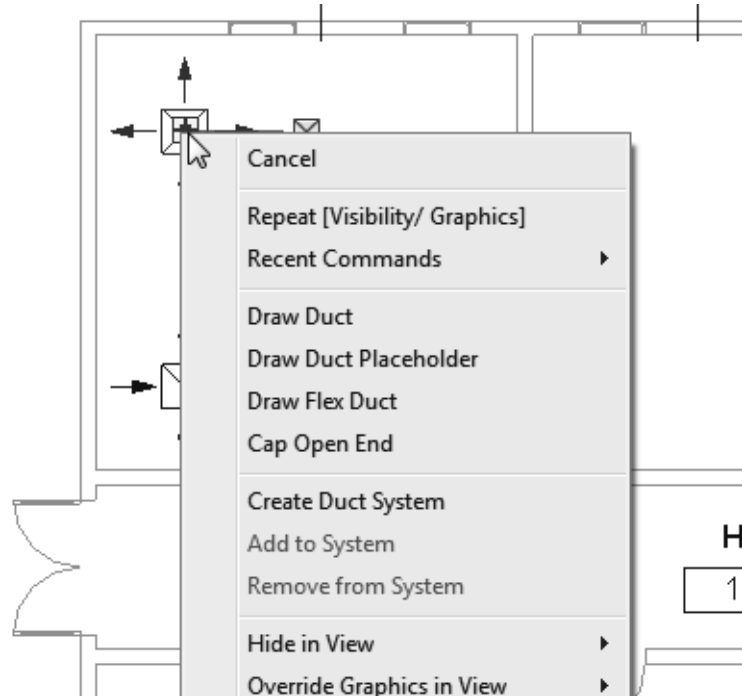 Cancel
Repeat [Visibility/ Graphics]
Recent Commands
Draw Duct
Draw Duct Placeholder
Draw Flex Duct
Cap Open End
Create Duct System
Add to System
H
Remove from System
1
Hide in View
Override Graphics in View